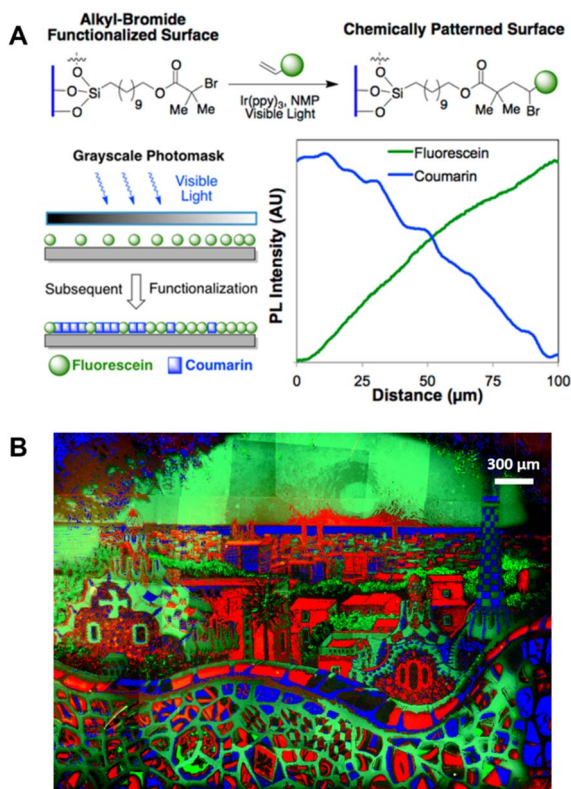 A
Alkyl-Bromide
Functionalized Surface
Chemically Patterned Surface
O
Si
O
O
9
O
O
Br
Me
Me
Ir(ppy)3, NMP
Visible Light
O
Si
O
O
9
O
O
Me
Me
Br
Grayscale Photomask
Visible
Light
Subsequent
Functionalization
Fluorescein
Coumarin
Fluorescein
Coumarin
PL Intensity (AU)
0
25
50
75
100
Distance (µm)
B
300 µm